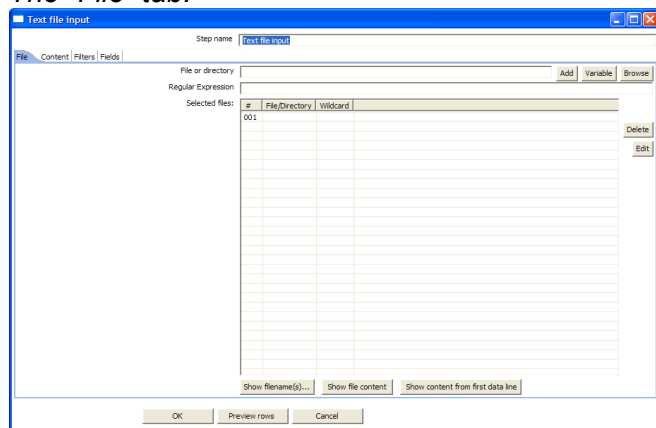 The "File" tab:
Text file input
Step name Text file input
File Content Filters Fields
File or directory Add Variable Browse
Regular Expression
Selected files: # File/Directory Wildcard
001
Delete
Edit
Show filename(s)... Show file content Show content from first data line
OK Preview rows Cancel